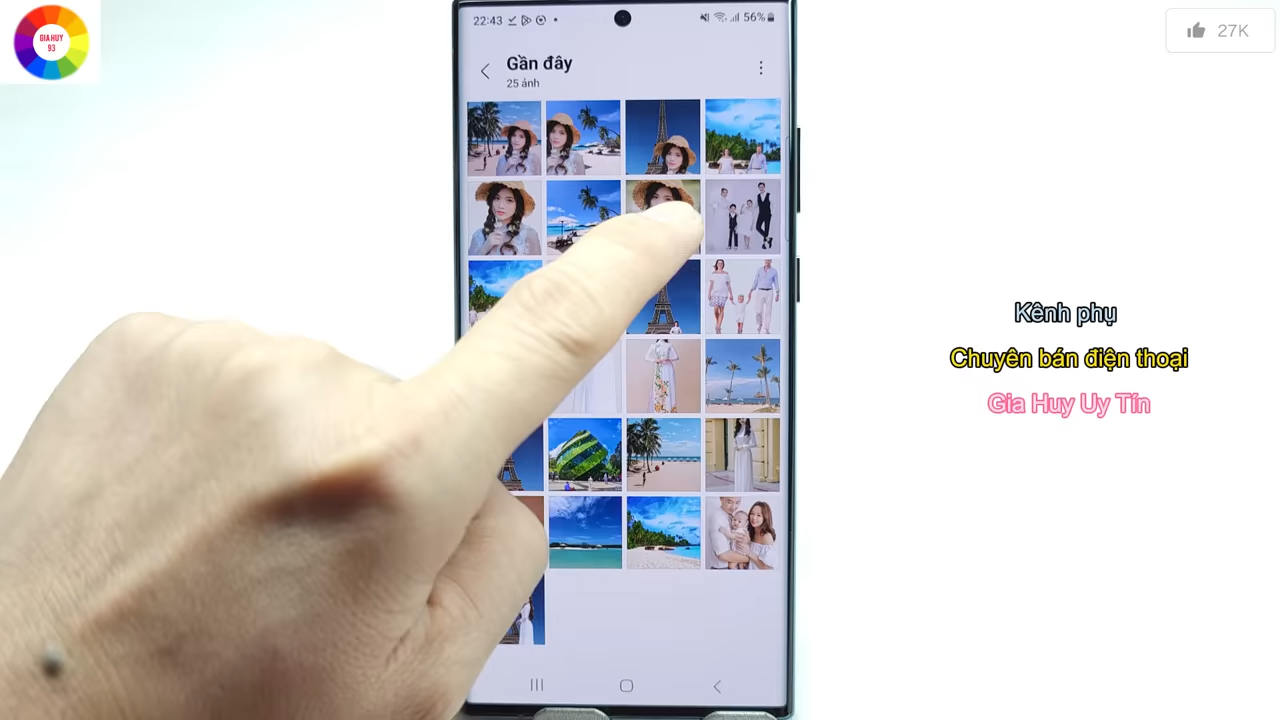 GIA HUY
93
22:43
56%
Gần đây
25 ảnh
27K
Kênh phụ
Chuyên bán điện thoại
Gia Huy Uy Tín